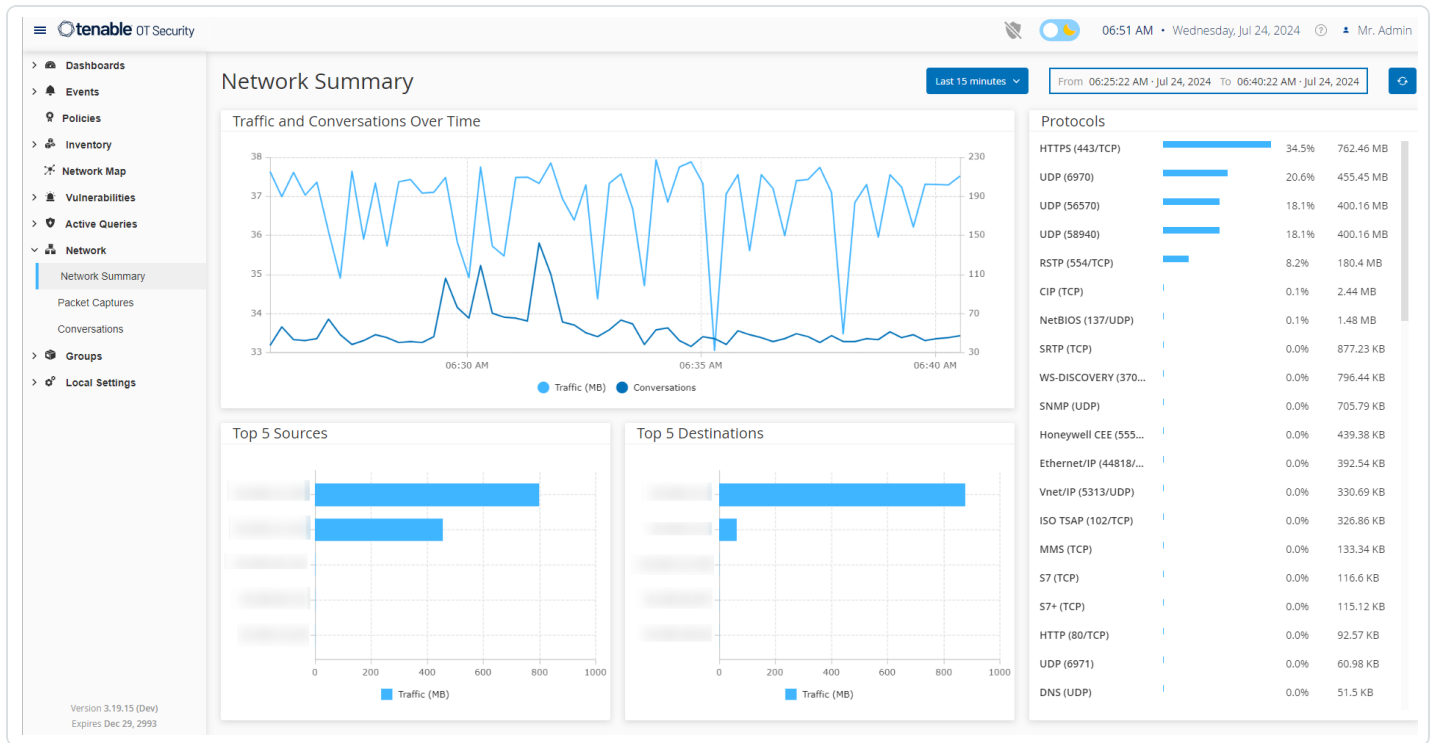 tenable OT Security
06:51 AM • Wednesday, Jul 24, 2024 ? Mr. Admin
Dashboards
Events
Policies
Inventory
Network Map
Vulnerabilities
Active Queries
Network
Network Summary
Packet Captures
Conversations
Groups
Local Settings
Version 3.19.15 (Dev)
Expires Dec 29, 2993
Network Summary
Last 15 minutes
From 06:25:22 AM · Jul 24, 2024 To 06:40:22 AM · Jul 24, 2024
Traffic and Conversations Over Time
38 230
37 190
36 150
35 110
34 70
33 30
06:30 AM 06:35 AM 06:40 AM
Traffic (MB) Conversations
Top 5 Sources
0 200 400 600 800 1000
Traffic (MB)
Top 5 Destinations
0 200 400 600 800 1000
Traffic (MB)
Protocols
HTTPS (443/TCP) 34.5% 762.46 MB
UDP (6970) 20.6% 455.45 MB
UDP (56570) 18.1% 400.16 MB
UDP (58940) 18.1% 400.16 MB
RSTP (554/TCP) 8.2% 180.4 MB
CIP (TCP) 0.1% 2.44 MB
NetBIOS (137/UDP) 0.1% 1.48 MB
SRTP (TCP) 0.0% 877.23 KB
WS-DISCOVERY (370... 0.0% 796.44 KB
SNMP (UDP) 0.0% 705.79 KB
Honeywell CEE (555... 0.0% 439.38 KB
Ethernet/IP (44818/... 0.0% 392.54 KB
Vnet/IP (5313/UDP) 0.0% 330.69 KB
ISO TSAP (102/TCP) 0.0% 326.86 KB
MMS (TCP) 0.0% 133.34 KB
S7 (TCP) 0.0% 116.6 KB
S7+ (TCP) 0.0% 115.12 KB
HTTP (80/TCP) 0.0% 92.57 KB
UDP (6971) 0.0% 60.98 KB
DNS (UDP) 0.0% 51.5 KB